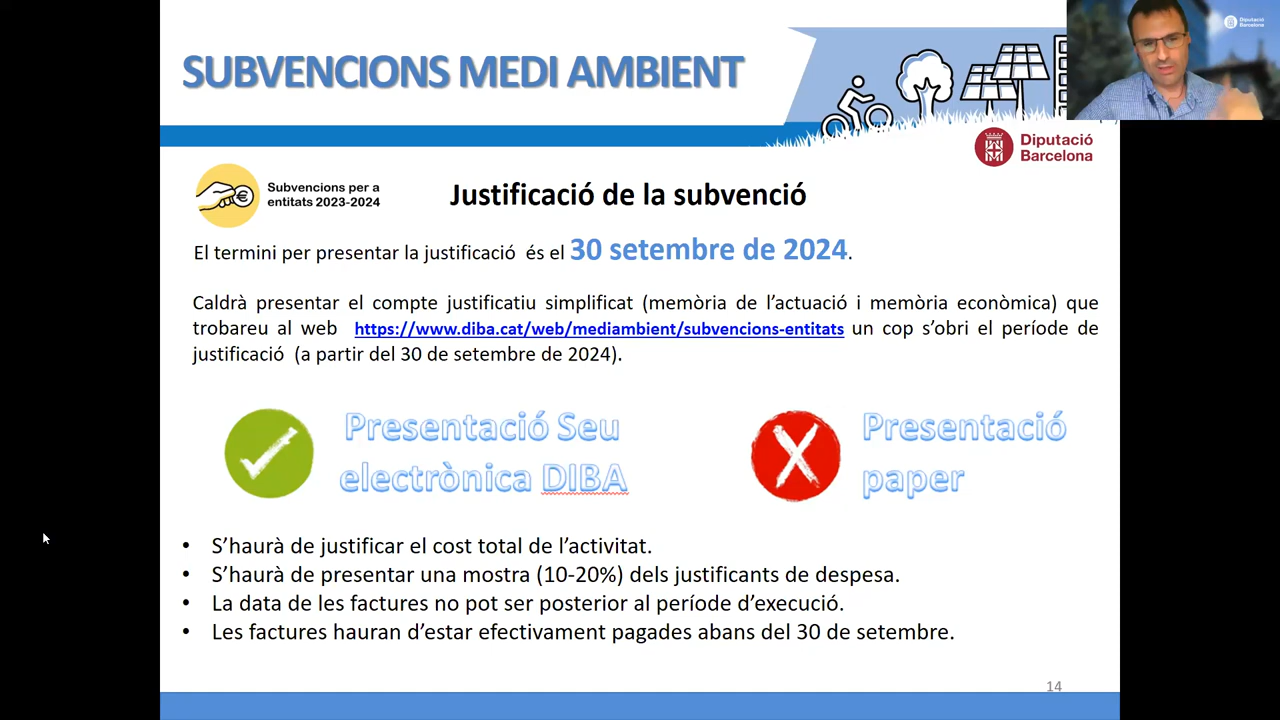 SUBVENCIONS MEDI AMBIENT
Diputació
Barcelona
Diputació
Barcelona
Subvencions per a
entitats 2023-2024
Justificació de la subvenció
El termini per presentar la justificació és el 30 setembre de 2024.
Caldrà presentar el compte justificatiu simplificat (memòria de l'actuació i memòria econòmica) que
trobareu al web https://www.diba.cat/web/mediambient/subvencions-entitats un cop s'obri el període de
justificació (a partir del 30 de setembre de 2024).
Presentació Seu
electrònica DIBA
Presentació
paper
• S'haurà de justificar el cost total de l'activitat.
• S'haurà de presentar una mostra (10-20%) dels justificants de despesa.
• La data de les factures no pot ser posterior al període d'execució.
• Les factures hauran d'estar efectivament pagades abans del 30 de setembre.
14